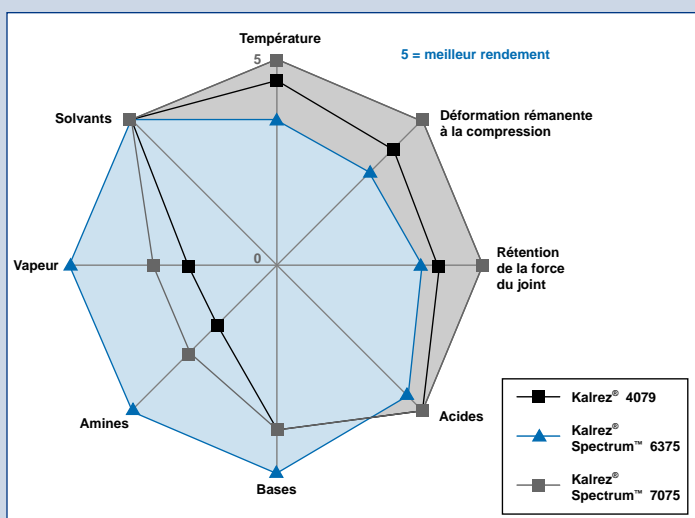 Température
5
5 = meilleur rendement
Solvants
Déformation rémanente
à la compression
Vapeur
0
Rétention
de la force
du joint
Amines
Acides
Bases
Kalrez® 4079
Kalrez®
Spectrum™ 6375
Kalrez®
Spectrum™ 7075